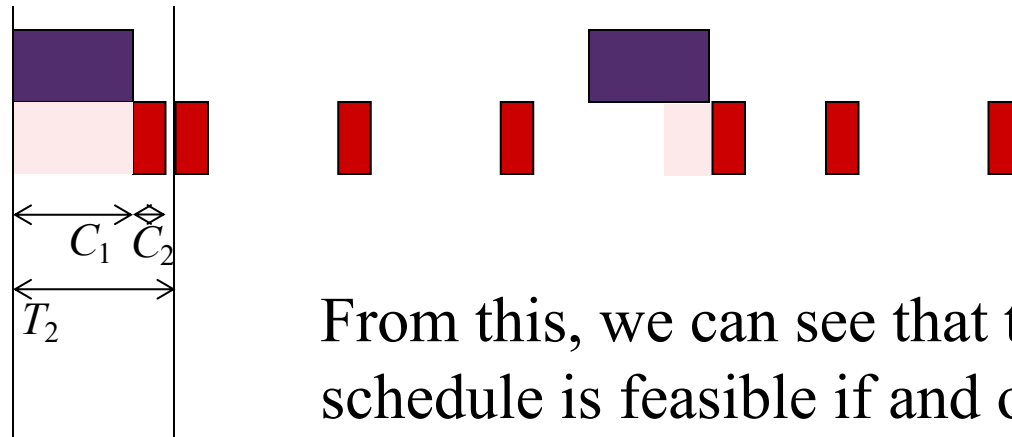 C₁ C₂
T₂
From this, we can see that t
schedule is feasible if and o